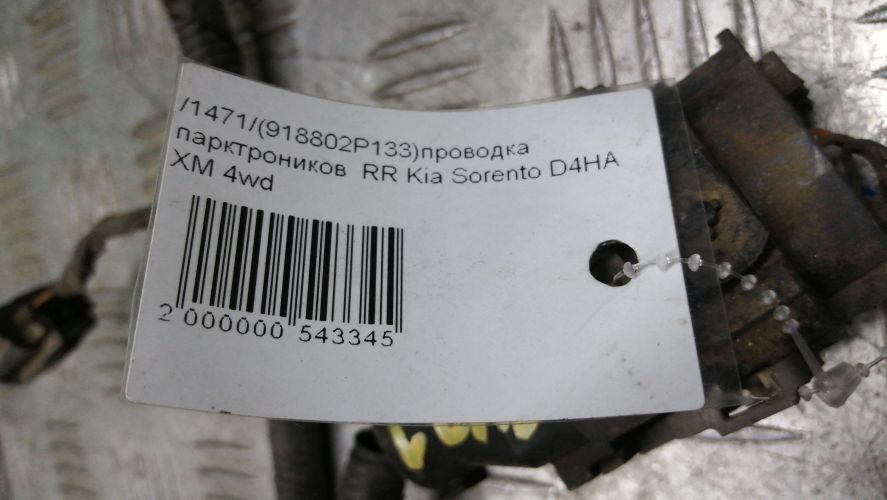 /1471/(918802P133)проводка
парктроников RR Kia Sorento D4HA
XM 4wd
2 000000 543345